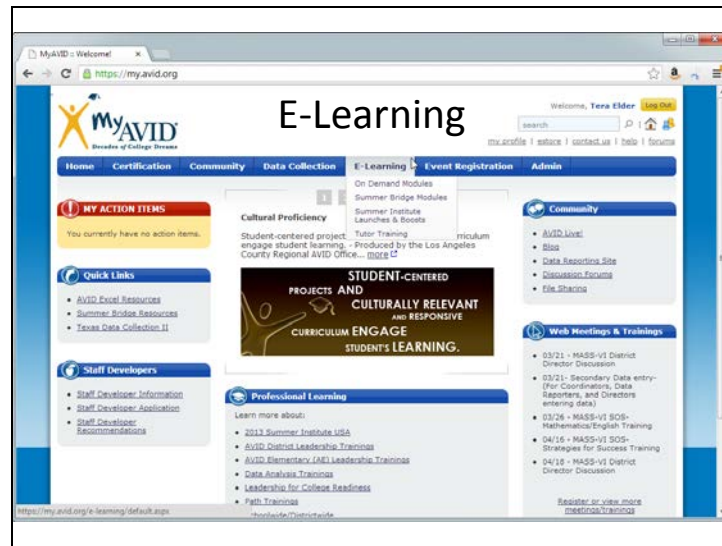 MyAVID :: Welcome!
https://my.avid.org
MyAVID
Decades of College Dreams
E-Learning
Welcome, Tera Elder Log Out
search
my profile | estore | contact us | help | forums
Home Certification Community Data Collection E-Learning Event Registration Admin
On Demand Modules
Summer Bridge Modules
Summer Institute
Launches & Boosts
Tutor Training
MY ACTION ITEMS
You currently have no action items.
Quick Links
AVID Excel Resources
Summer Bridge Resources
Texas Data Collection II
Staff Developers
Staff Developer Information
Staff Developer Application
Staff Developer
Recommendations
1
Cultural Proficiency
Student-centered project rriculum
engage student learning. - Produced by the Los Angeles
County Regional AVID Office... more
STUDENT-CENTERED
PROJECTS AND
CULTURALLY RELEVANT
AND RESPONSIVE
CURRICULUM ENGAGE
STUDENT'S LEARNING.
Professional Learning
Learn more about:
2013 Summer Institute USA
AVID District Leadership Trainings
AVID Elementary (AE) Leadership Trainings
Data Analysis Trainings
Leadership for College Readiness
Path Trainings
Community
AVID Live!
Blog
Data Reporting Site
Discussion Forums
File Sharing
Web Meetings & Trainings
03/21 - MASS-VI District
Director Discussion
03/21- Secondary Data entry-
(For Coordinators, Data
Reporters, and Directors
entering data)
03/26 - MASS-VI SOS-
Mathematics/English Training
04/16 - MASS-VI SOS-
Strategies for Success Training
04/18 - MASS-VI District
Director Discussion
Register or view more
meetings/trainings
https://my.avid.org/e-learning/default.aspx
hoolwide/Districtwide